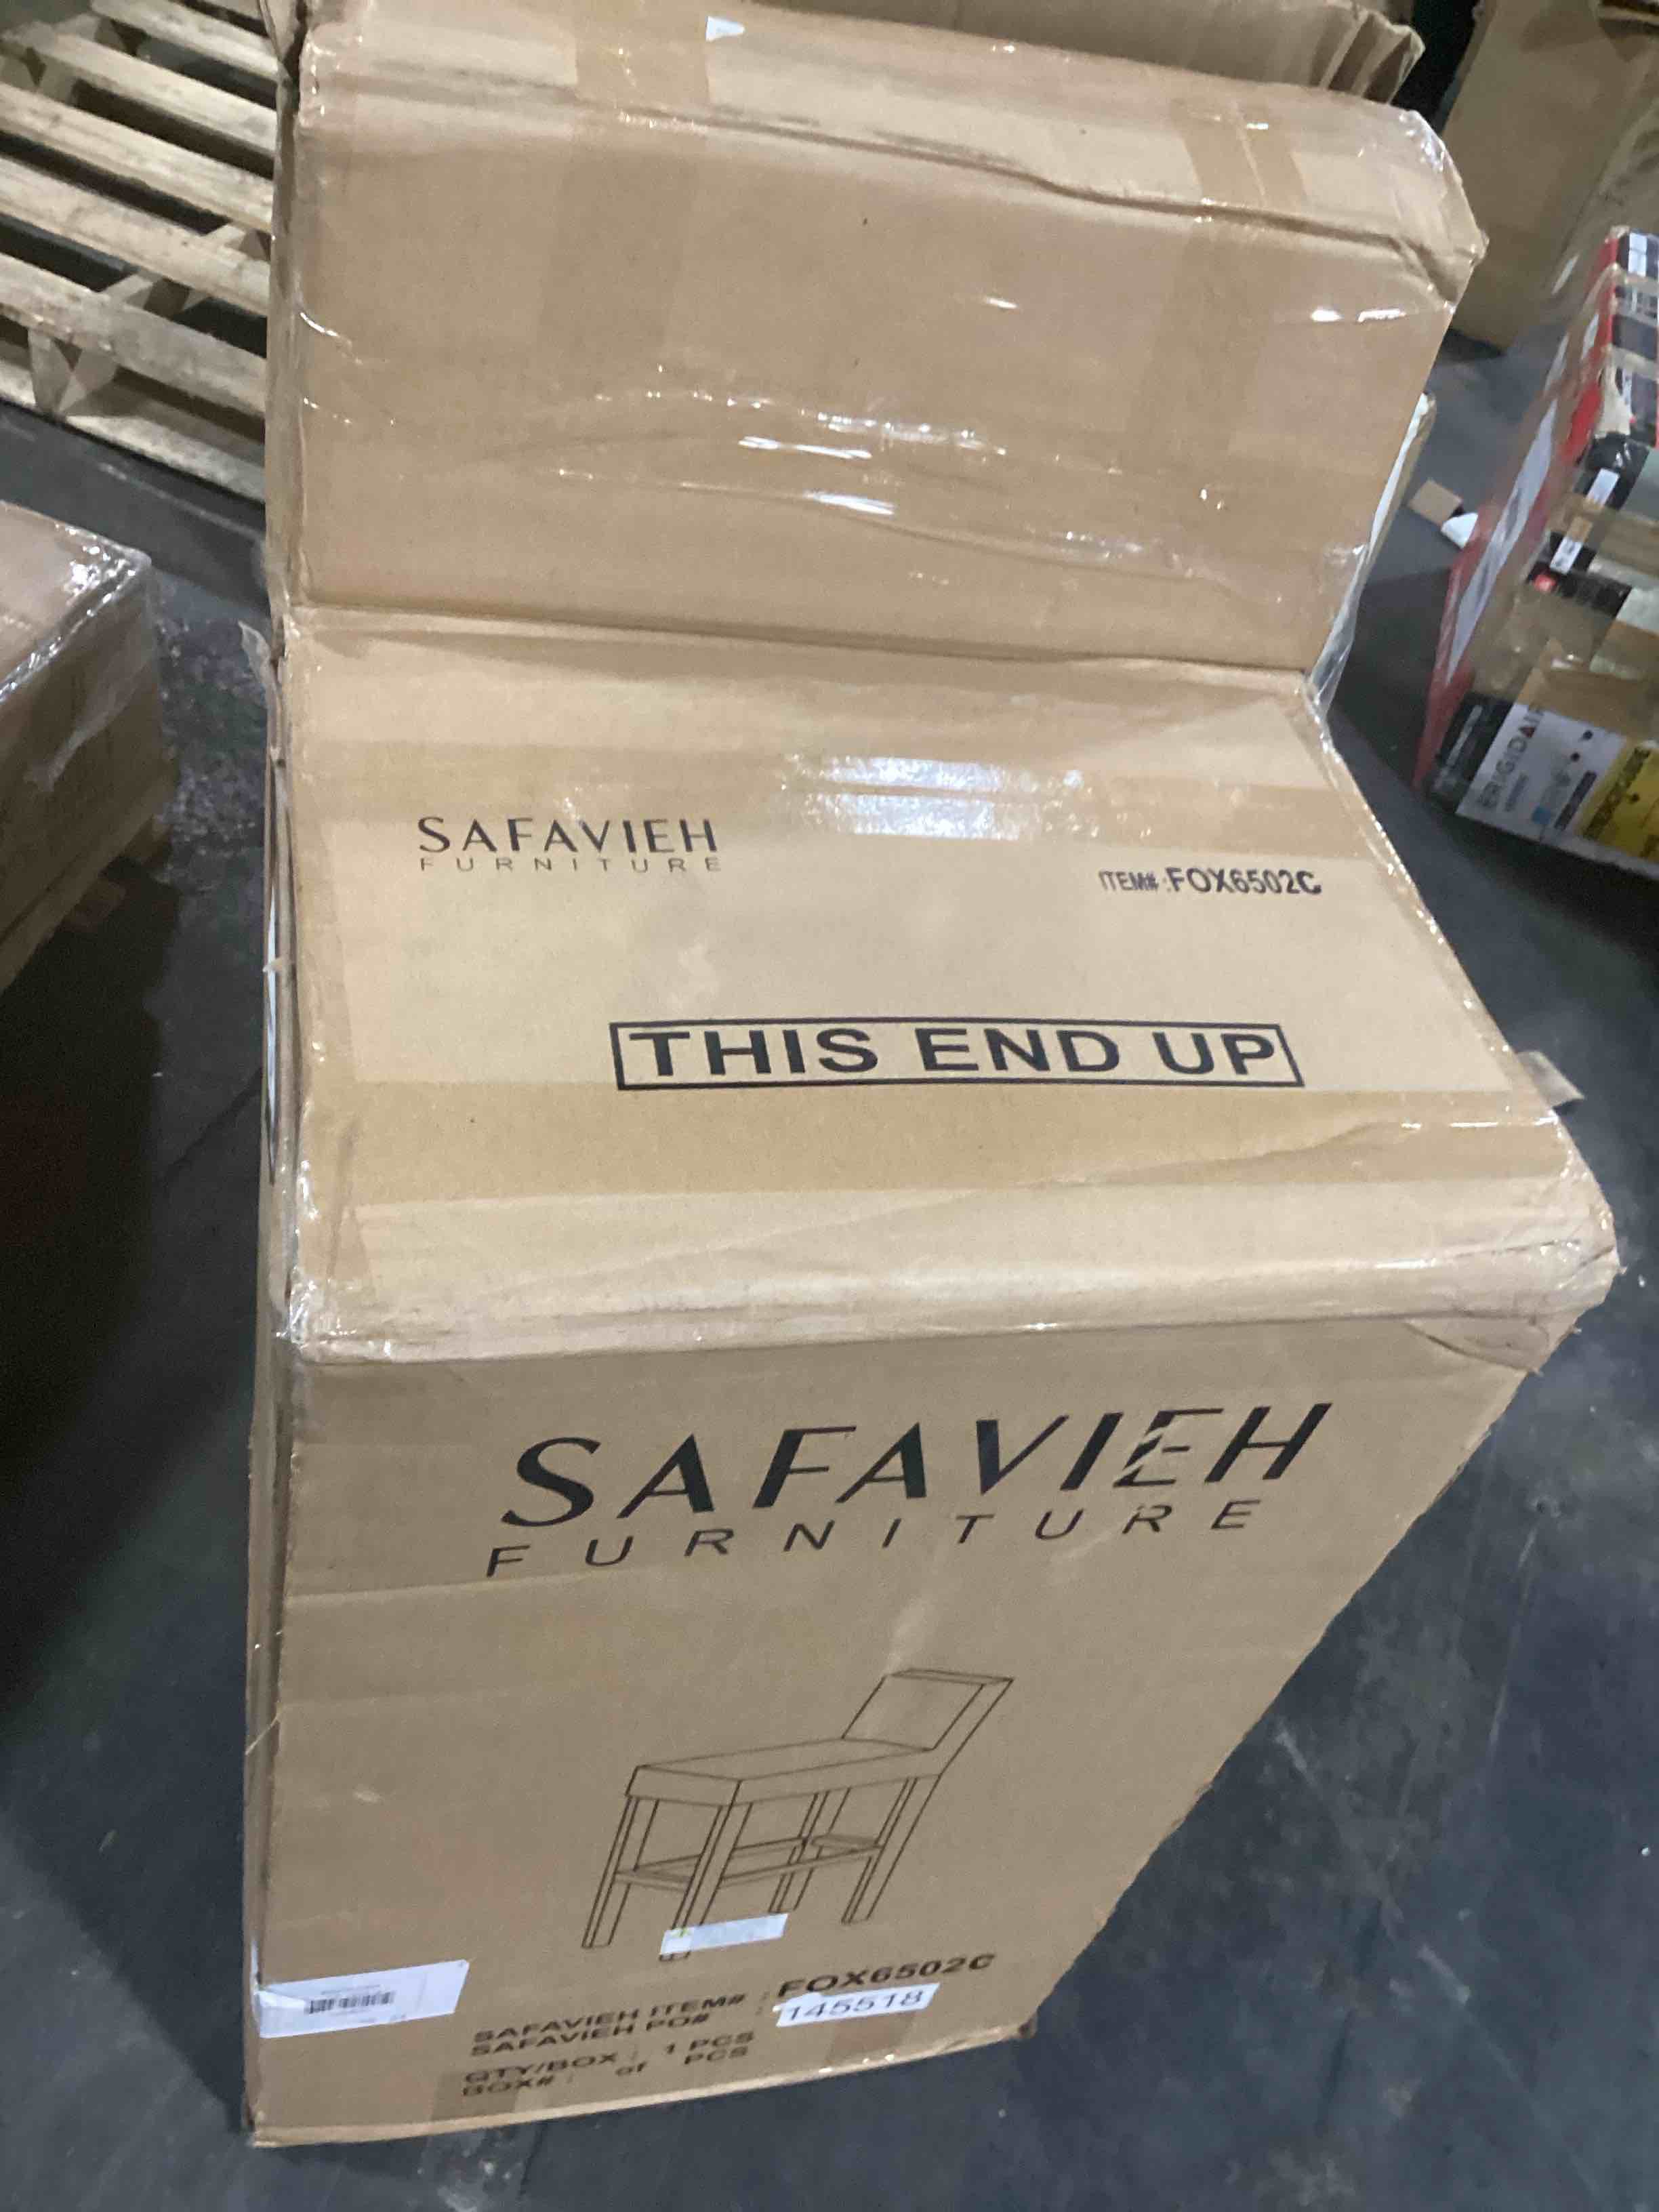 SAFAVIEH
FURNITURE
ITEM# :FOX6502C
THIS END UP
SAFAVIEH
FURNITURE
SAFAVIEH ITEM# : FOX6502C
SAFAVIEH PO# : 145518
QTY/BOX : 1 PCS
BOX# : of PCS